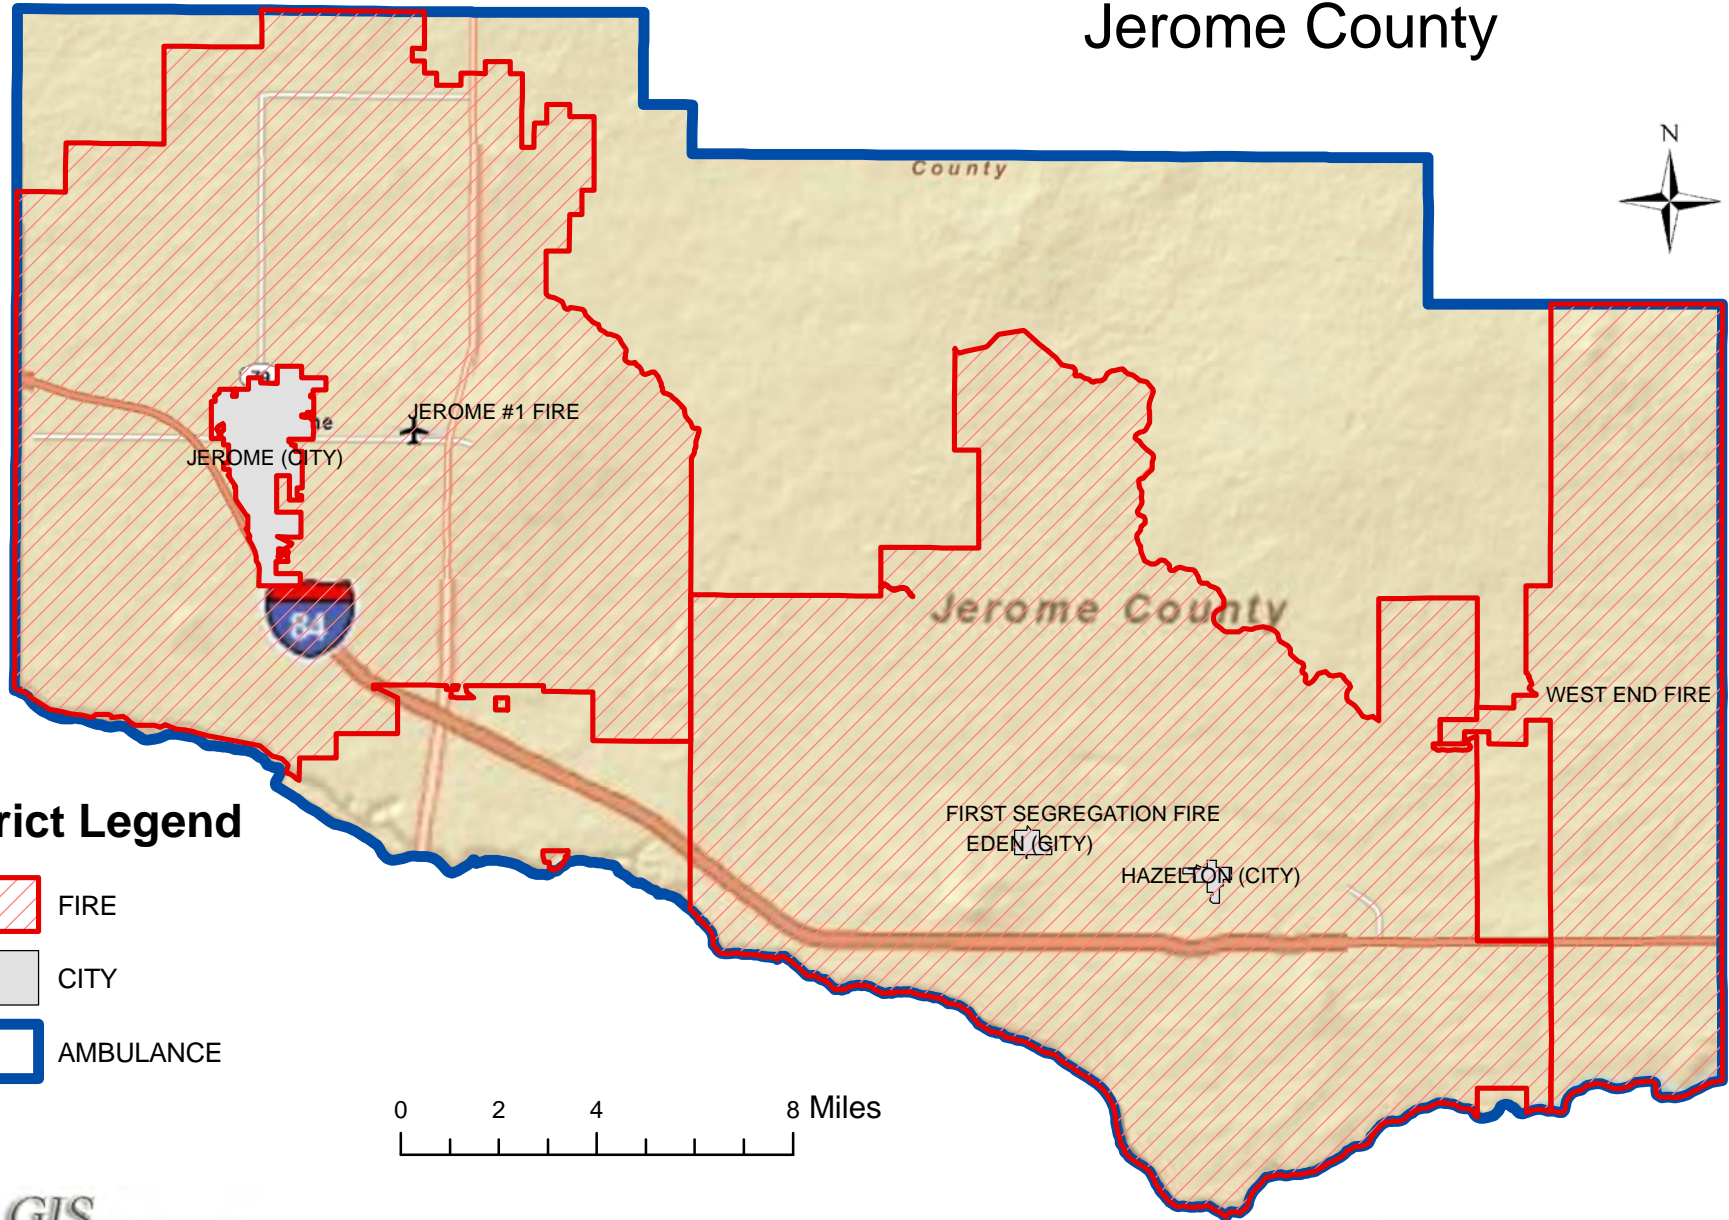 Jerome County
N
County
79
JEROME #1 FIRE
JEROME (CITY)
84
Jerome County
WEST END FIRE
FIRST SEGREGATION FIRE
EDEN (CITY)
HAZELTON (CITY)
rict Legend
FIRE
CITY
AMBULANCE
0 2 4 8 Miles
GIS